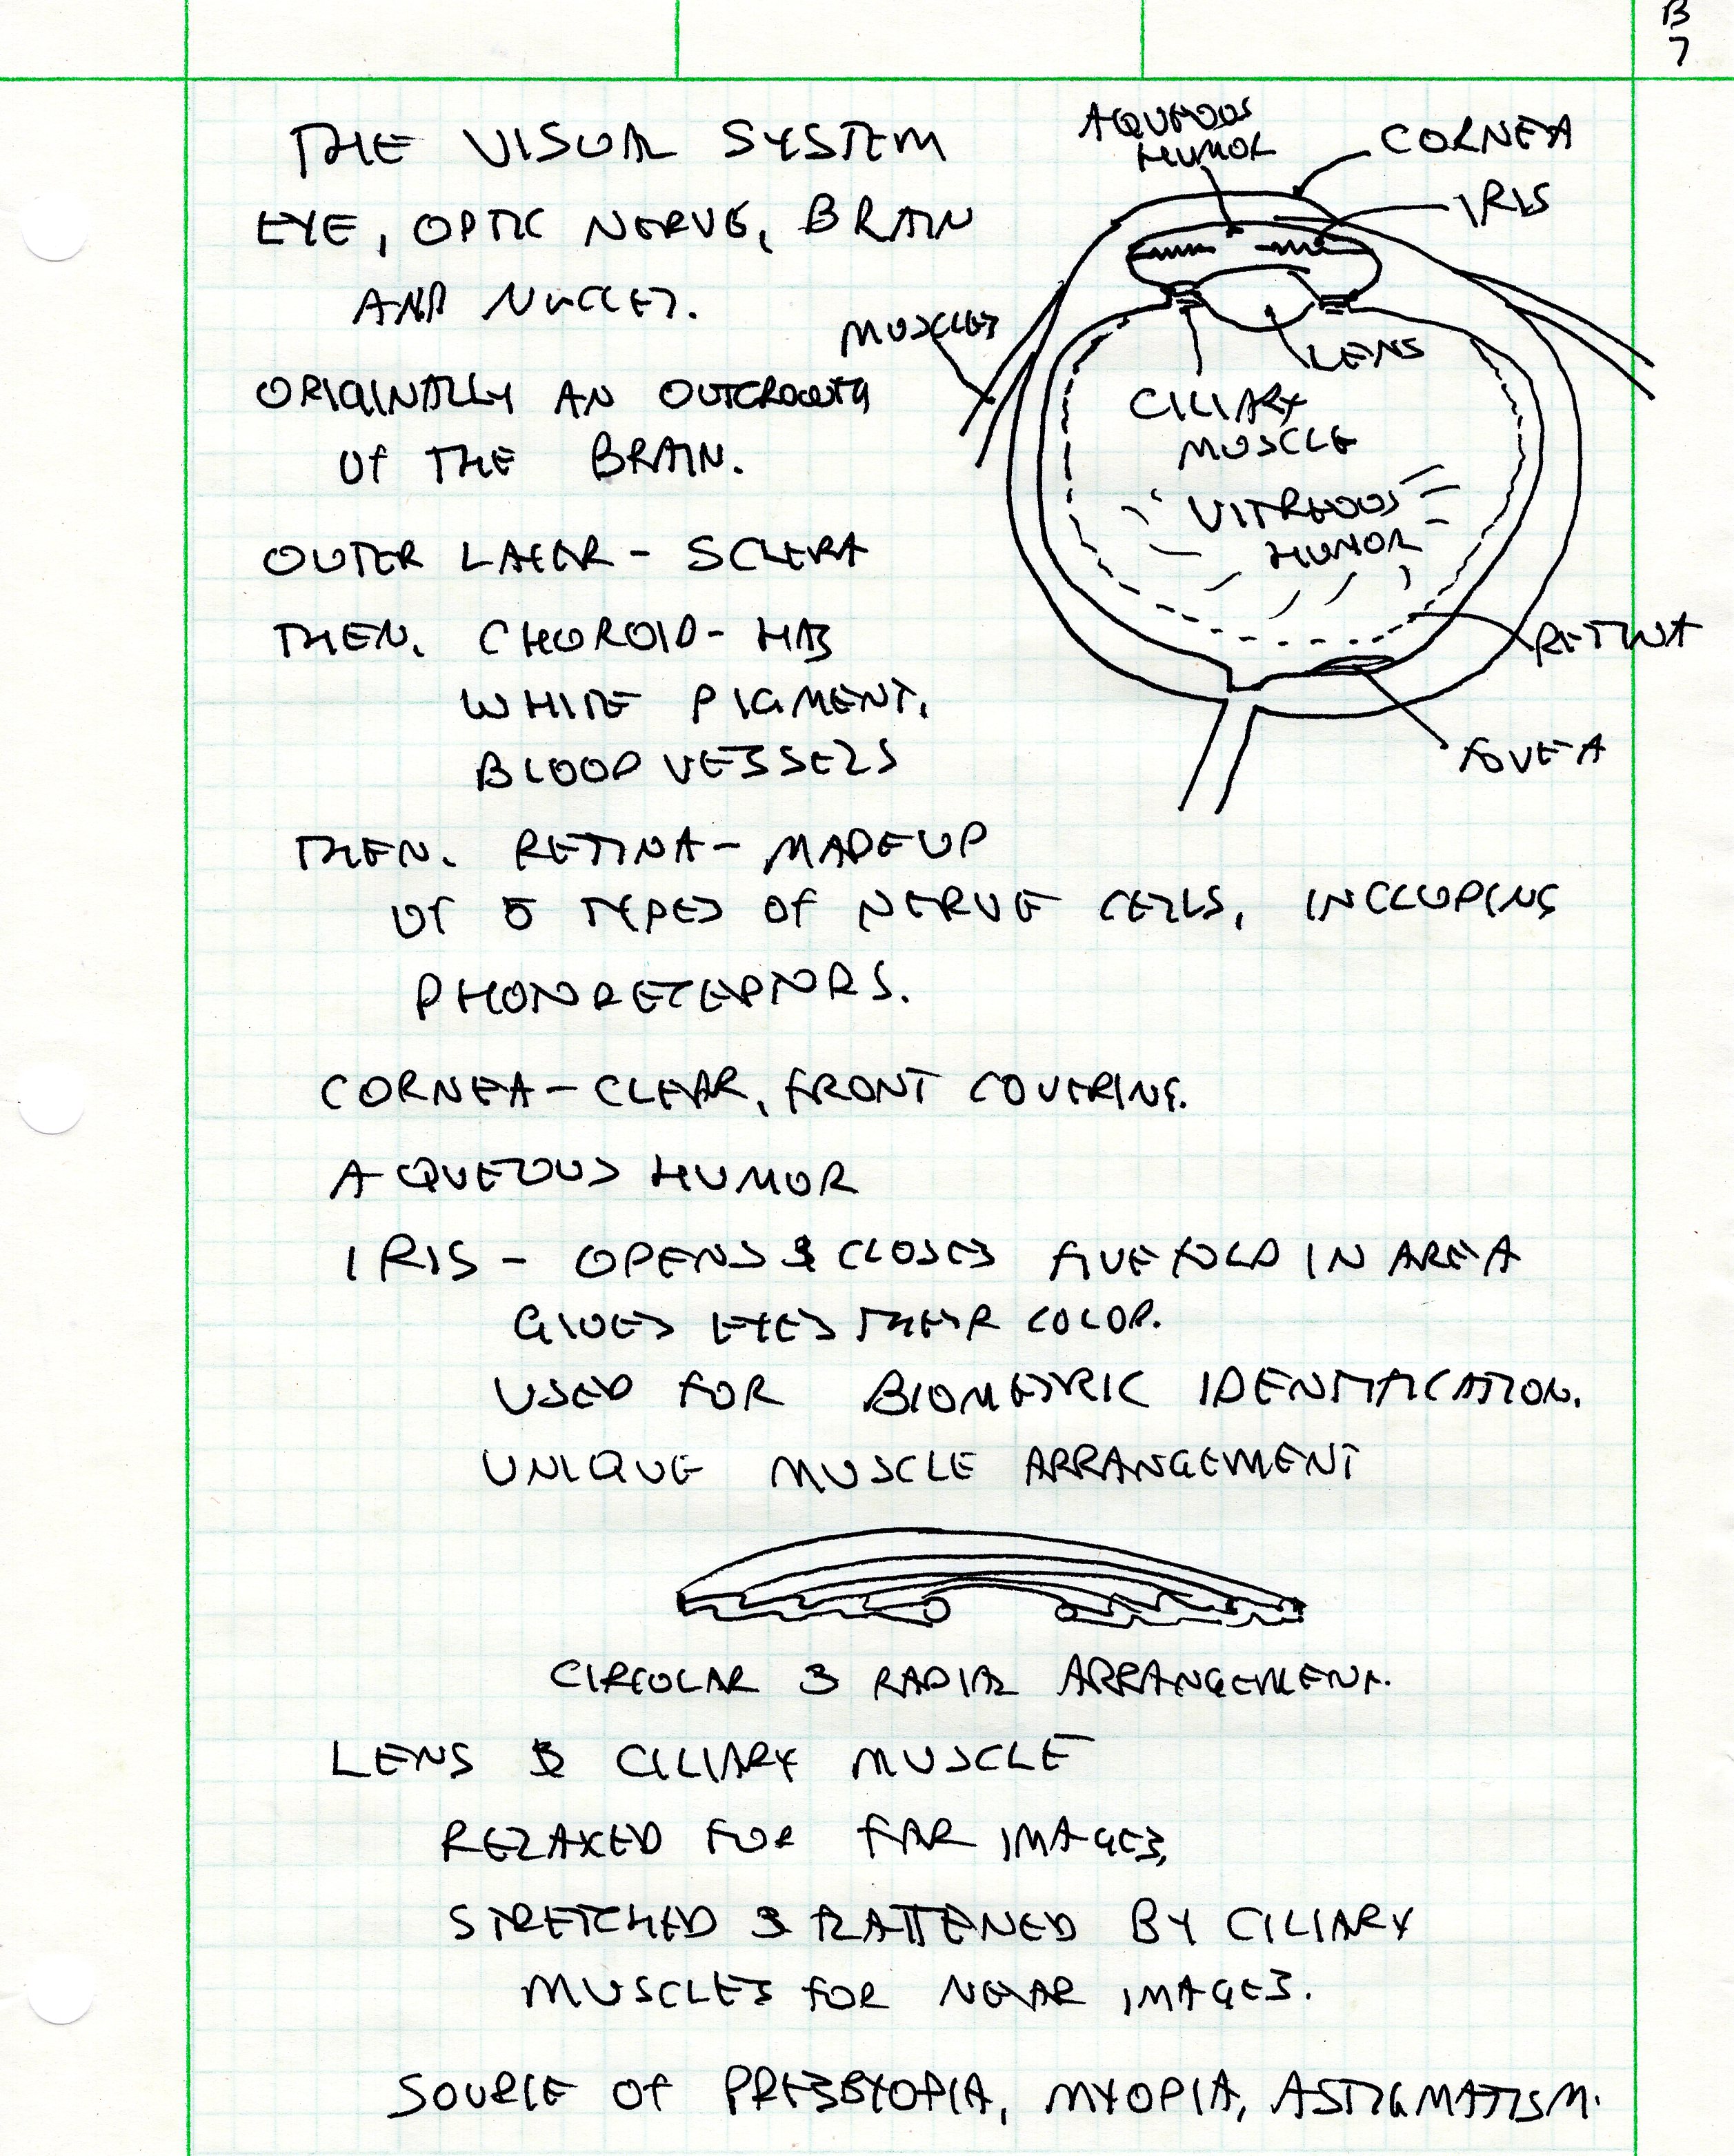 B
7
THE VISUAL SYSTEM
EYE, OPTIC NERVE, BRAIN
AND NUCLEI.
ORIGINALLY AN OUTGROWTH
OF THE BRAIN.
OUTER LAYER - SCLERA
THEN. CHOROID - HAS
WHITE PIGMENT,
BLOOD VESSELS
THEN. RETINA - MADE UP
OF 5 TYPES OF NERVE CELLS, INCLUDING
PHOTORECEPTORS.
AQUEOUS
HUMOR
CORNEA
IRIS
MUSCLES
LENS
CILIARY
MUSCLE
VITREOUS
HUMOR
RETINA
FOVEA
CORNEA - CLEAR, FRONT COVERING.
AQUEOUS HUMOR
IRIS - OPENS & CLOSES FIVEFOLD IN AREA
GIVES EYES THEIR COLOR.
USED FOR BIOMETRIC IDENTIFICATION.
UNIQUE MUSCLE ARRANGEMENT
CIRCULAR & RADIAL ARRANGEMENT.
LENS & CILIARY MUSCLE
RELAXED FOR FAR IMAGES,
STRETCHED & FLATTENED BY CILIARY
MUSCLES FOR NEAR IMAGES.
SOURCE OF PRESBYOPIA, MYOPIA, ASTIGMATISM.